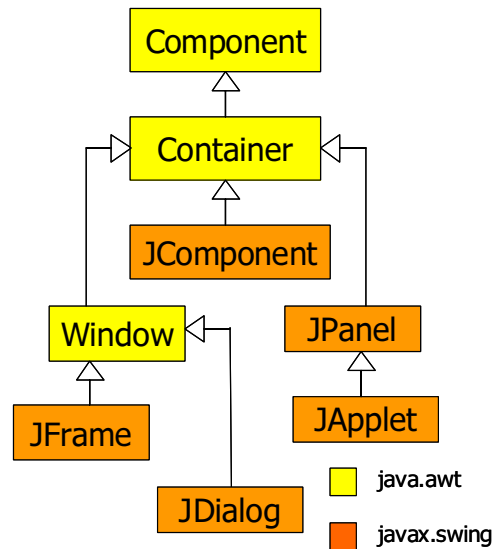 Component
Container
JComponent
Window
JPanel
JFrame
JApplet
JDialog
java.awt
javax.swing